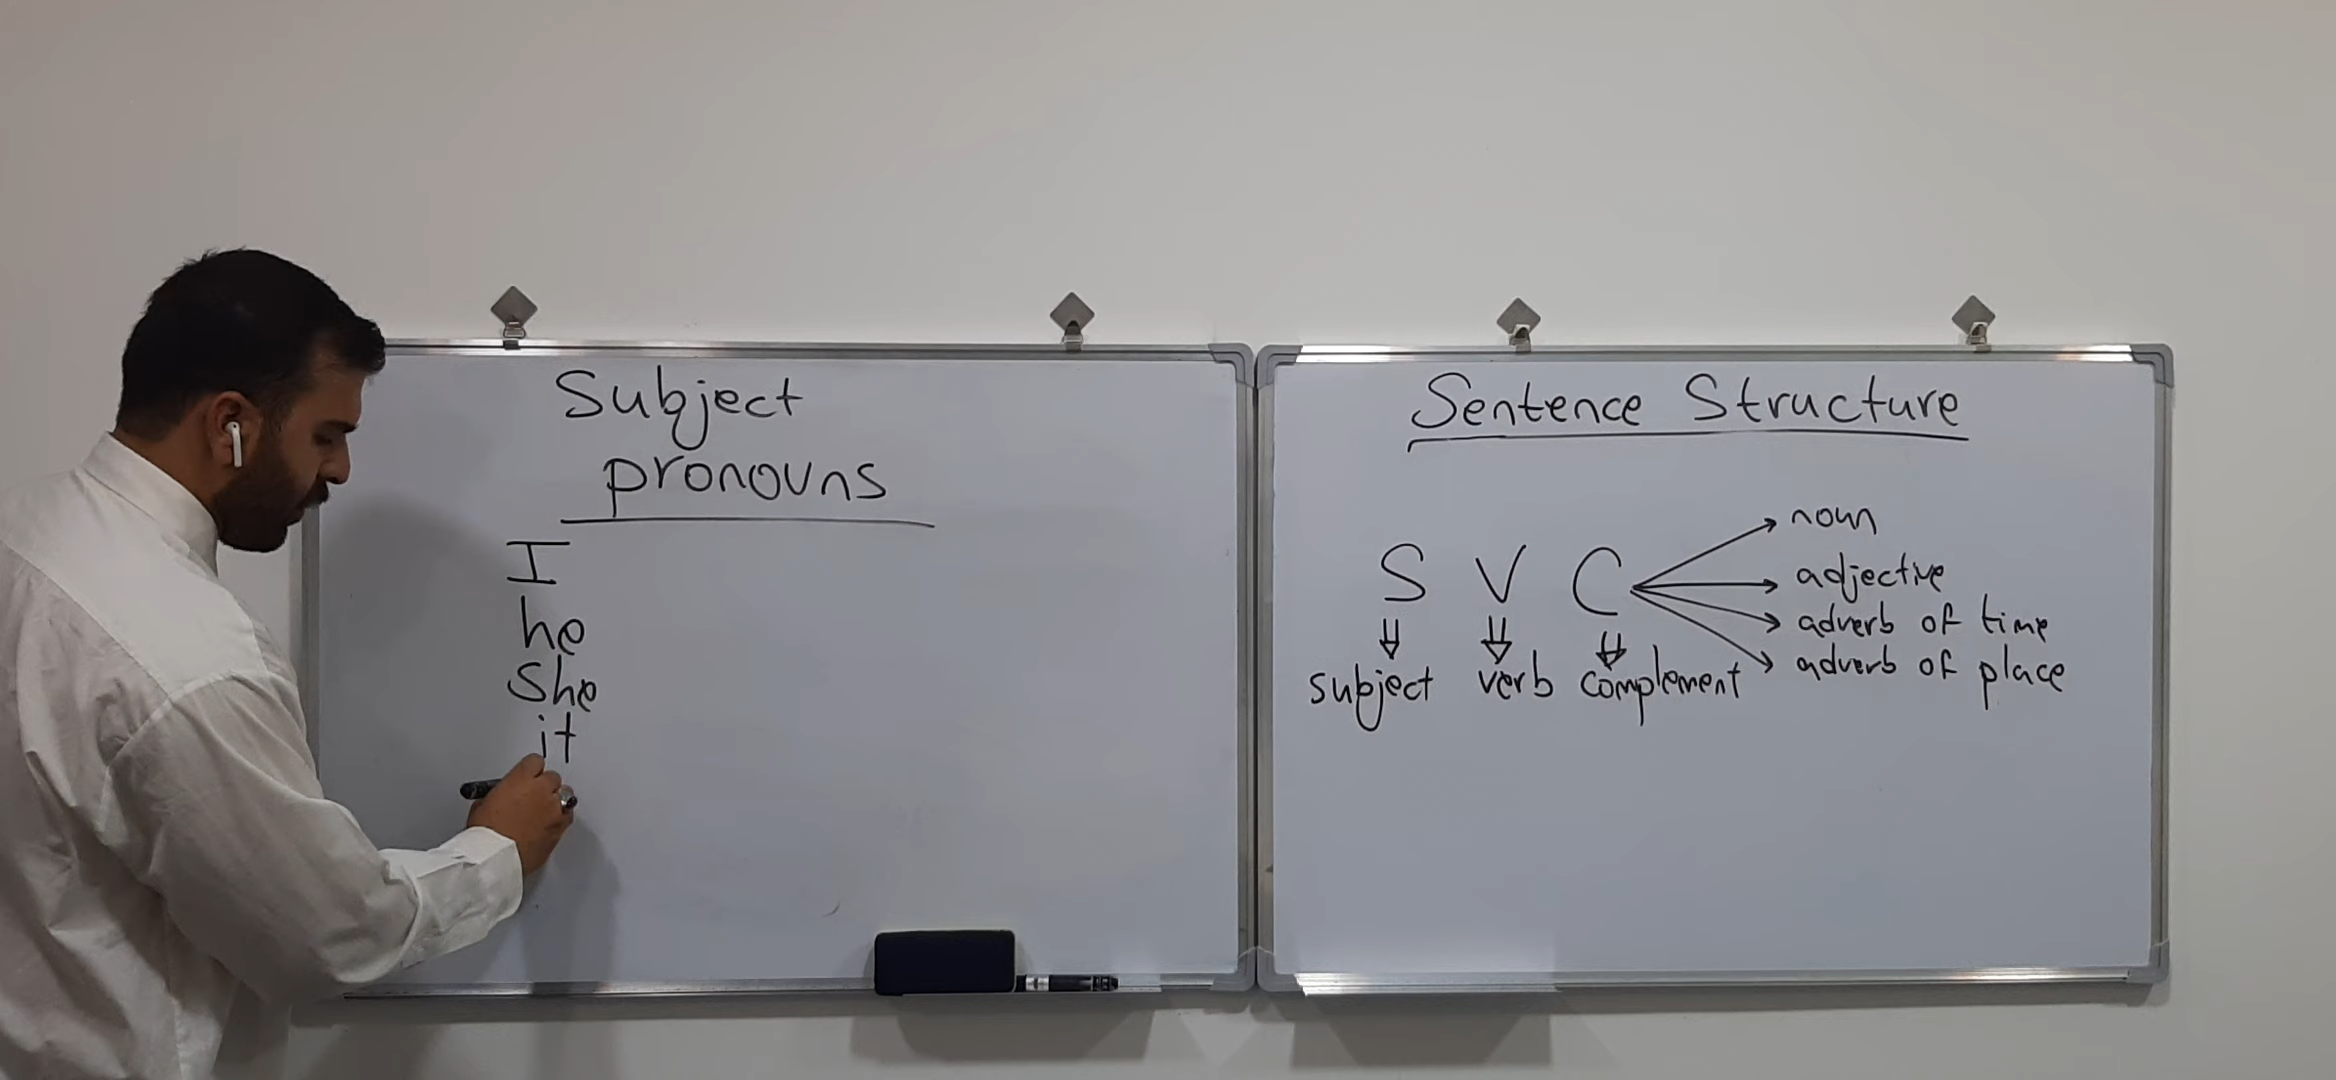 Subject
pronouns
I
he
She
it
Sentence Structure
S V C
subject verb complement
noun
adjective
adverb of time
adverb of place